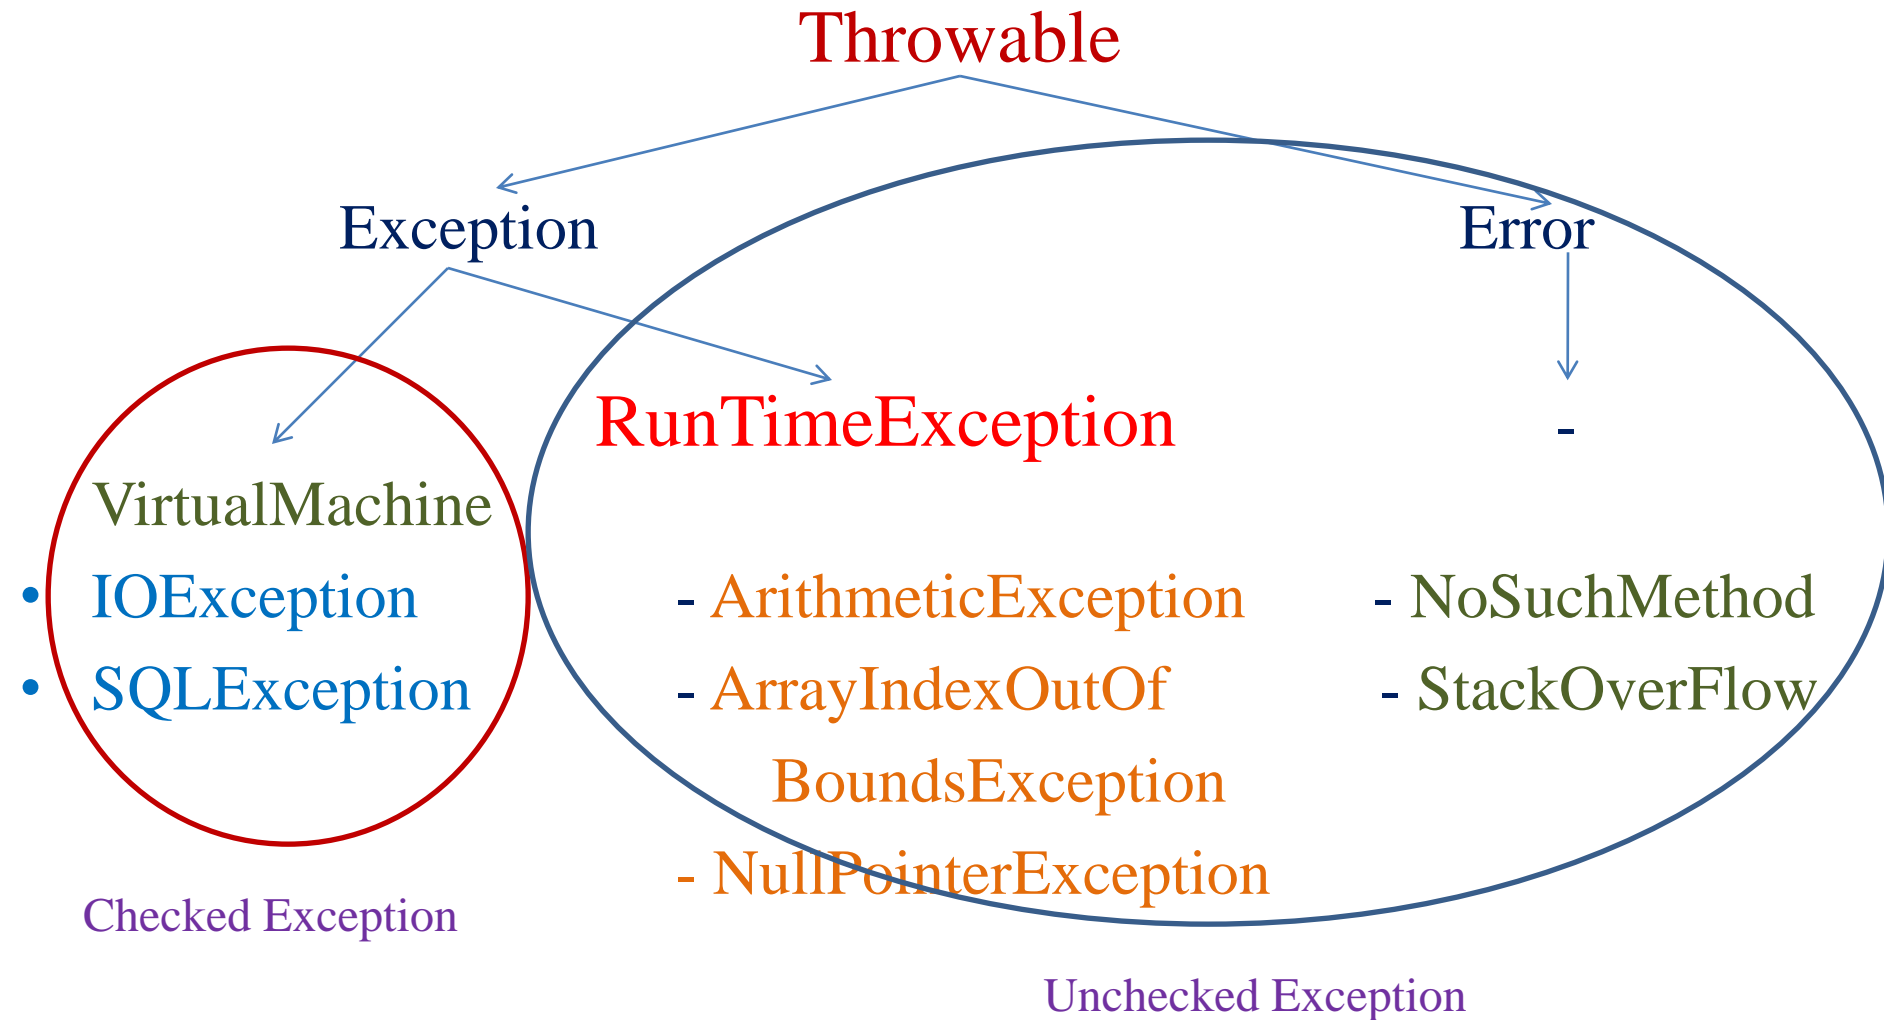 Throwable
Exception Error
RunTimeException -
VirtualMachine
• IOException - ArithmeticException - NoSuchMethod
• SQLException - ArrayIndexOutOf - StackOverFlow
BoundsException
- NullPointerException
Checked Exception
Unchecked Exception